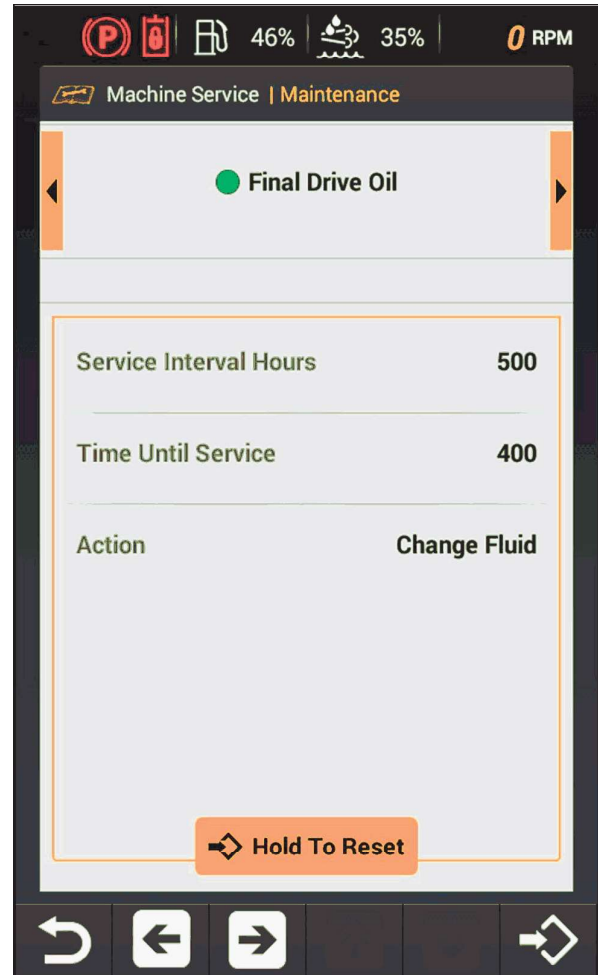 (P) 46% 35% 0 RPM
Machine Service | Maintenance
Final Drive Oil
Service Interval Hours 500
Time Until Service 400
Action Change Fluid
Hold To Reset